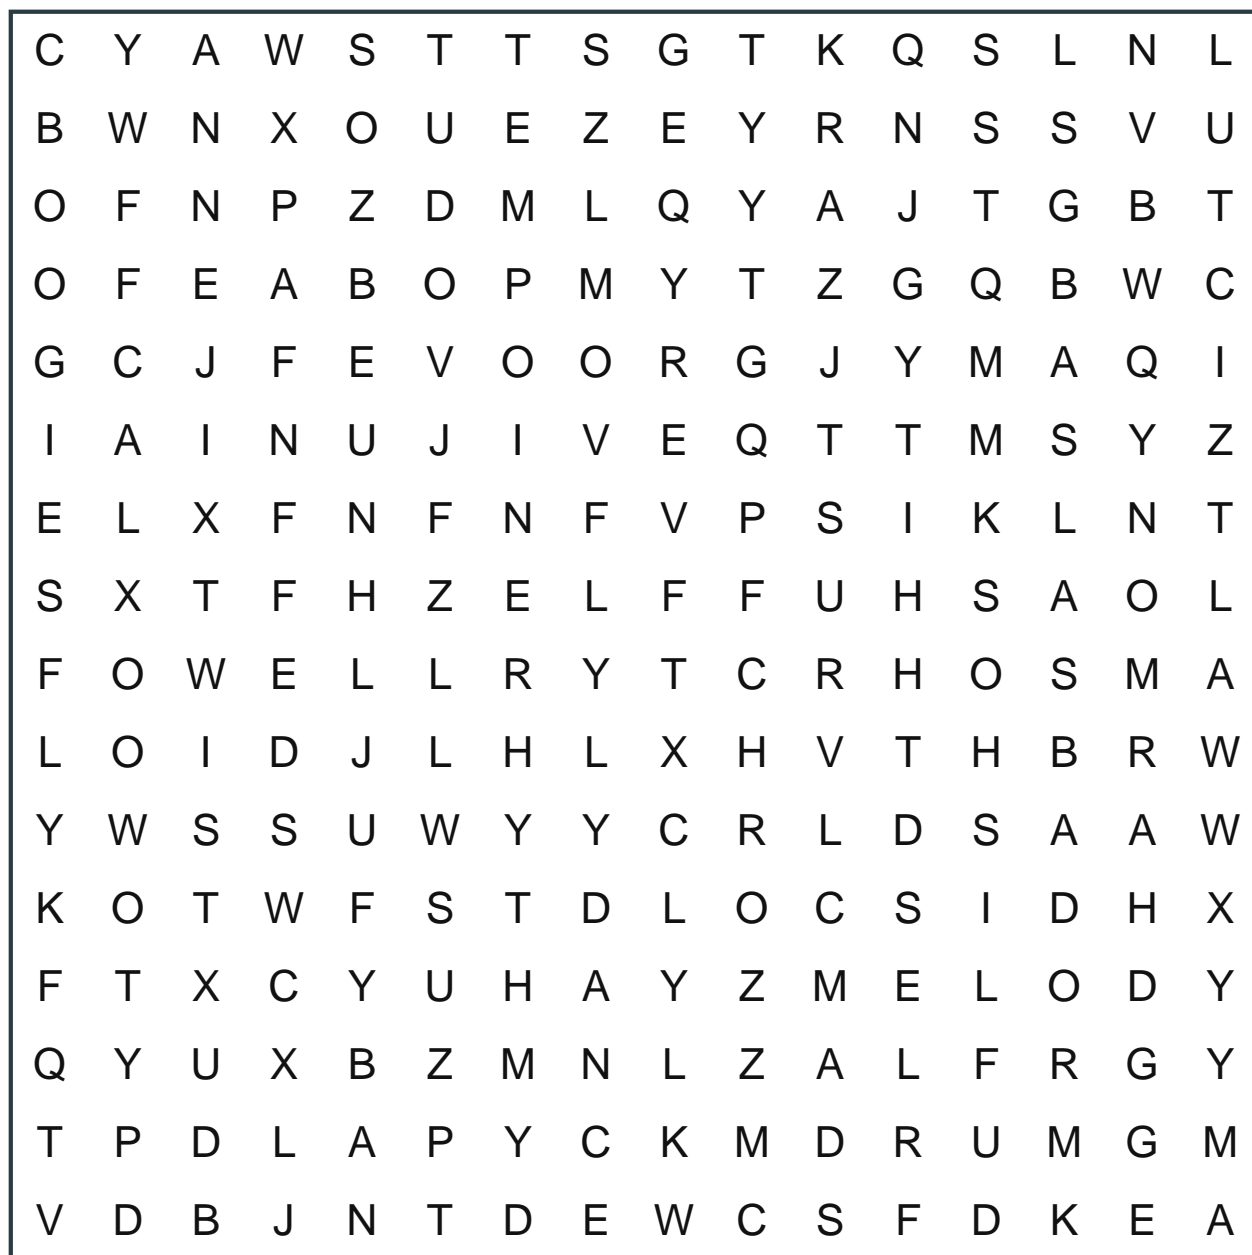 C Y A W S T T S G T K Q S L N L
B W N X O U E Z E Y R N S S V U
O F N P Z D M L Q Y A J T G B T
O F E A B O P M Y T Z G Q B W C
G C J F E V O O R G J Y M A Q I
I A I N U J I V E Q T T M S Y Z
E L X F N F N F V P S I K L N T
S X T F H Z E L F F U H S A O L
F O W E L L R Y T C R H O S M A
L O I D J L H L X H V T H B R W
Y W S S U W Y Y C R L D S A A W
K O T W F S T D L O C S I D H X
F T X C Y U H A Y Z M E L O D Y
Q Y U X B Z M N L Z A L F R G Y
T P D L A P Y C K M D R U M G M
V D B J N T D E W C S F D K E A